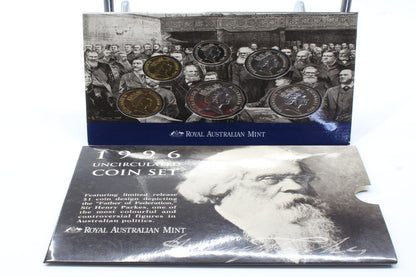 ROYAL AUSTRALIAN MINT
1996
UNCIRCULATED
COIN SET
Featuring limited release
$1 coin design depicting
the "Father of Federation,"
Sir Henry Parkes, one of
the most colourful and
controversial figures in
Australian politics.
ROYAL AUSTRALIAN MINT